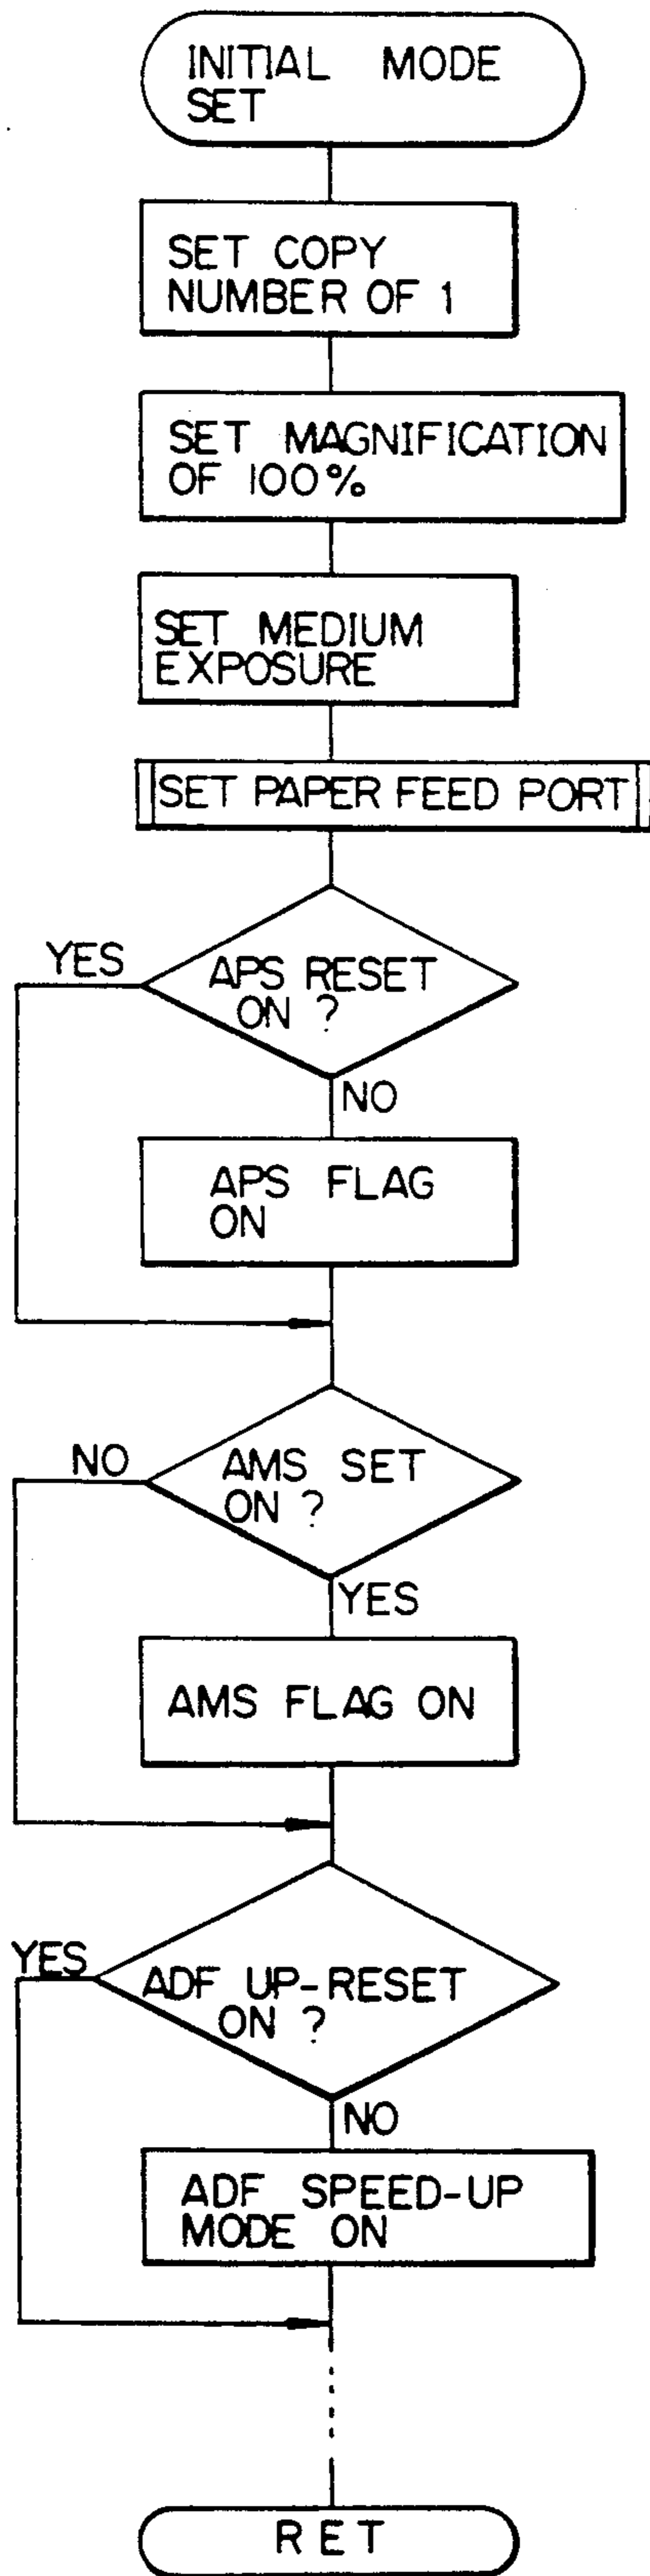 INITIAL MODE
SET
SET COPY
NUMBER OF 1
SET MAGNIFICATION
OF 100%
SET MEDIUM
EXPOSURE
SET PAPER FEED PORT
YES
APS RESET
ON ?
NO
APS FLAG
ON
NO
AMS SET
ON ?
YES
AMS FLAG ON
YES
ADF UP-RESET
ON ?
NO
ADF SPEED-UP
MODE ON
RET